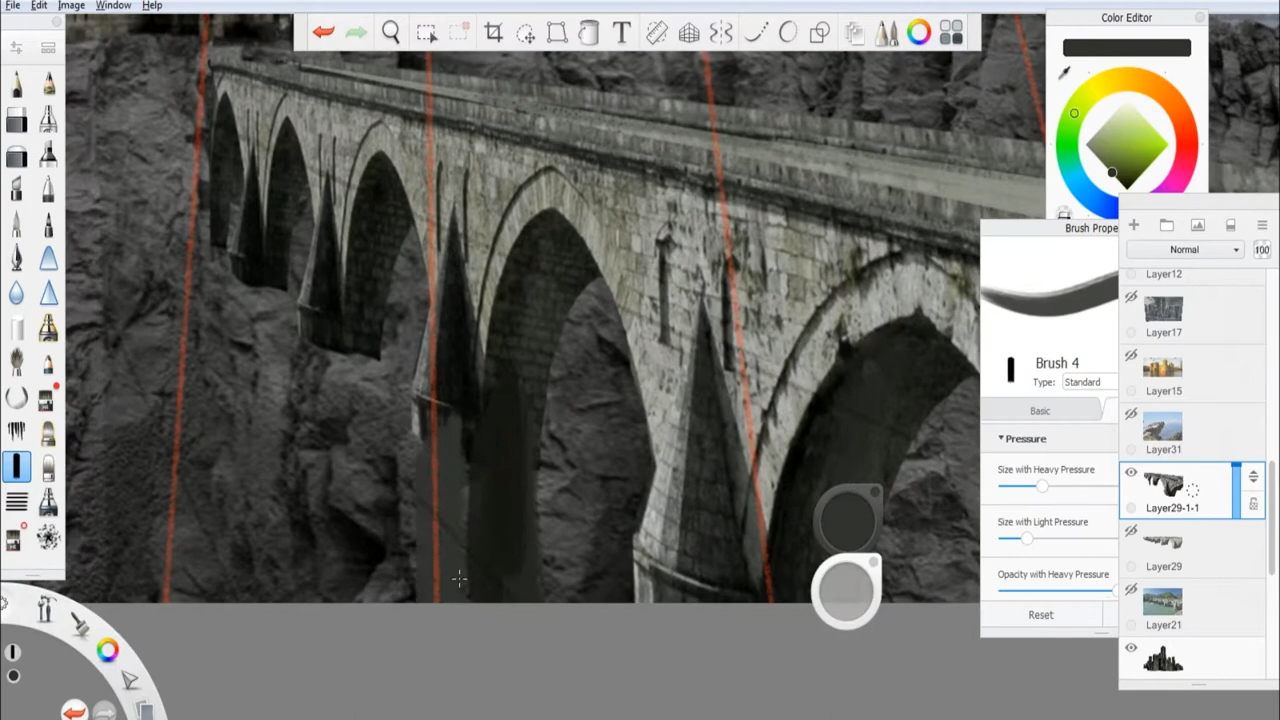 File Edit Image Window Help
T
Color Editor
Brush Prope
Normal
100
Layer12
Layer17
Brush 4
Type: Standard
Layer15
Basic
Pressure
Layer31
Size with Heavy Pressure
Layer29-1-1
Size with Light Pressure
Layer29
Opacity with Heavy Pressure
Reset
Layer21